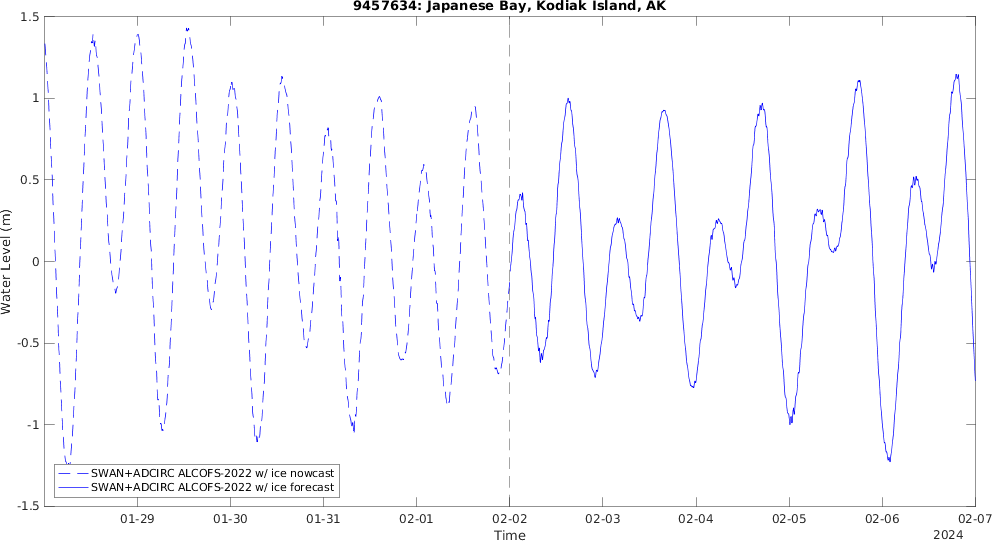 9457634: Japanese Bay, Kodiak Island, AK
Water Level (m)
1.5
1
0.5
0
-0.5
-1
-1.5
SWAN+ADCIRC ALCOFS-2022 w/ ice nowcast
SWAN+ADCIRC ALCOFS-2022 w/ ice forecast
01-29 01-30 01-31 02-01 02-02 02-03 02-04 02-05 02-06 02-07
Time
2024